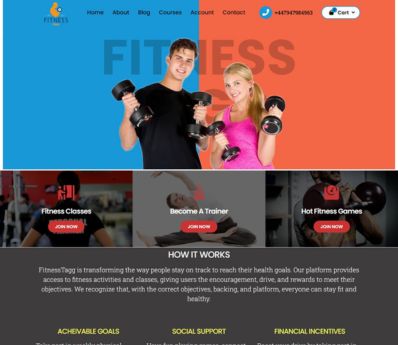 FITNESS
Home About Blog Courses Account Contact
+447947984963
Cart
FITNESS
Fitness Classes
JOIN NOW
Become A Trainer
JOIN NOW
Hot Fitness Games
JOIN NOW
HOW IT WORKS
FitnessTagg is transforming the way people stay on track to reach their health goals. Our platform provides
access to fitness activities and classes, giving users the encouragement, drive, and rewards to meet their
objectives. We recognize that, with the correct objectives, backing, and platform, everyone can stay fit and
healthy.
ACHEIVABLE GOALS
SOCIAL SUPPORT
FINANCIAL INCENTIVES